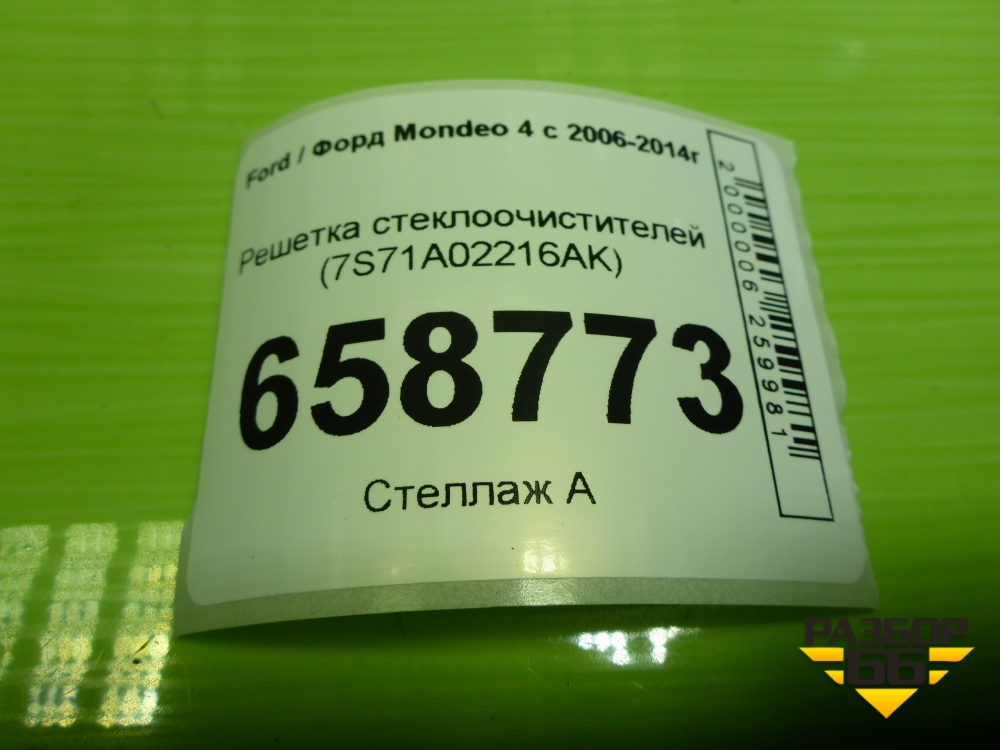 Ford / Форд Mondeo 4 с 2006-2014г
Решетка стеклоочистителей
(7S71A02216AK)
658773
Стеллаж А
2000006259981
РАЗБОР
66